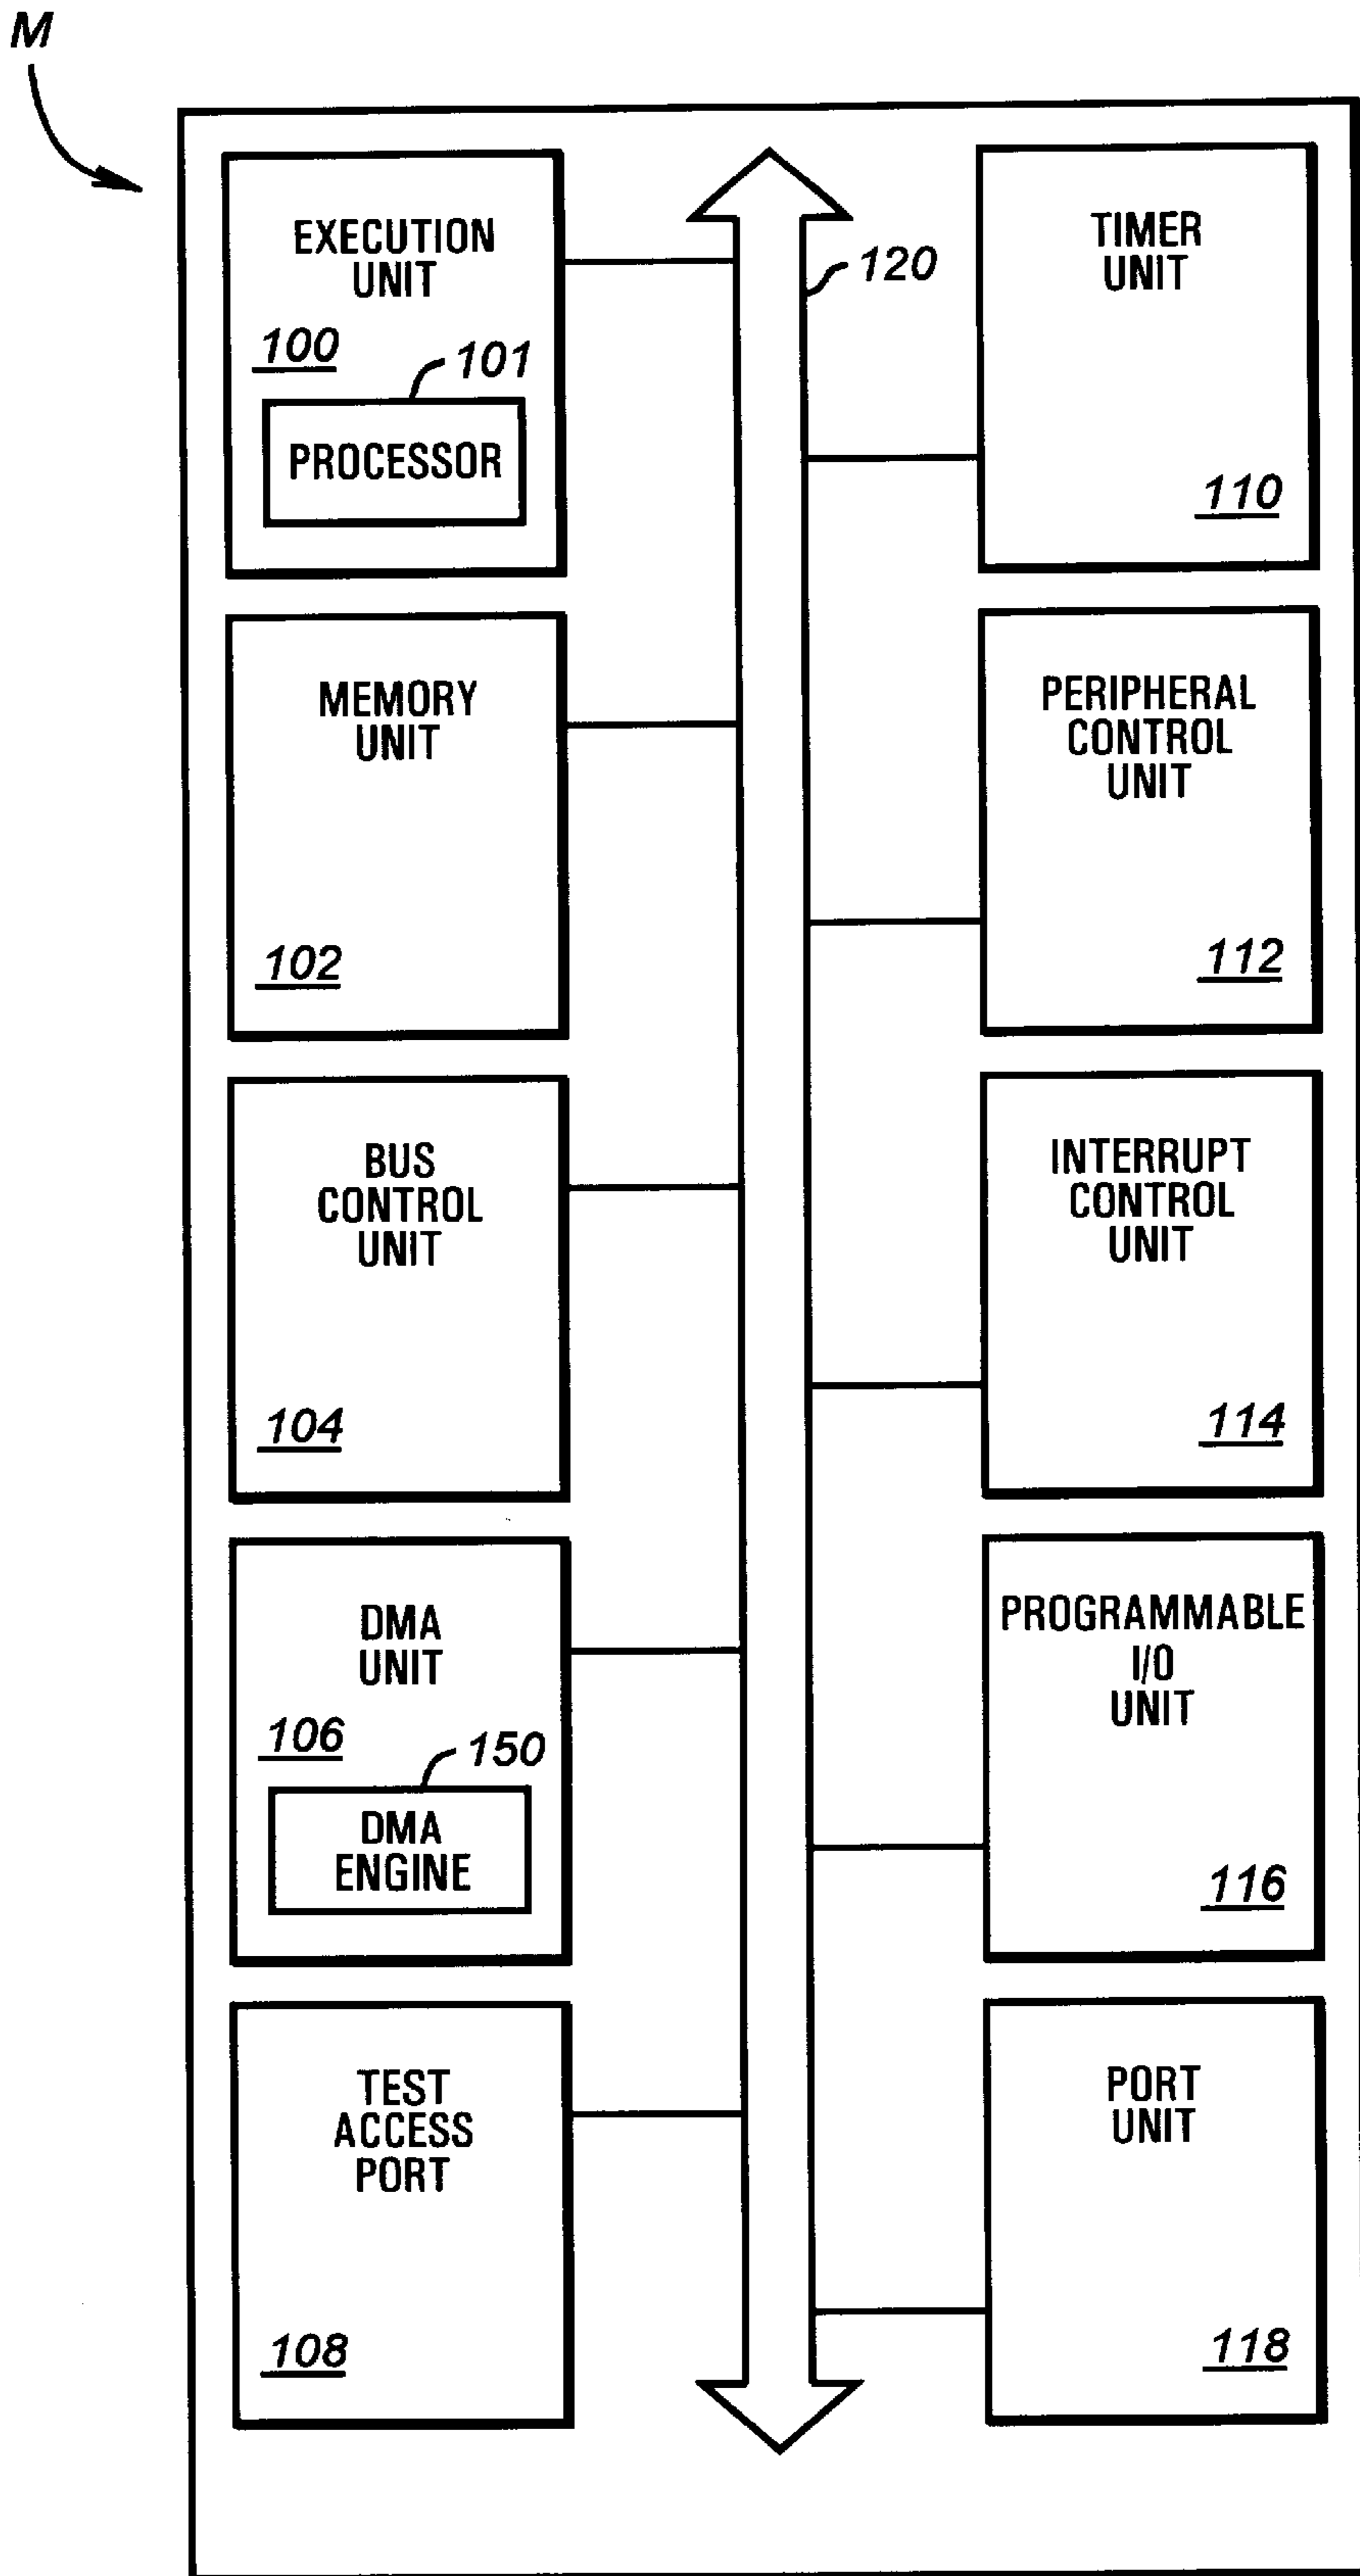 M
EXECUTION
UNIT
100
101
PROCESSOR
MEMORY
UNIT
102
BUS
CONTROL
UNIT
104
DMA
UNIT
106
150
DMA
ENGINE
TEST
ACCESS
PORT
108
120
TIMER
UNIT
110
PERIPHERAL
CONTROL
UNIT
112
INTERRUPT
CONTROL
UNIT
114
PROGRAMMABLE
I/O
UNIT
116
PORT
UNIT
118